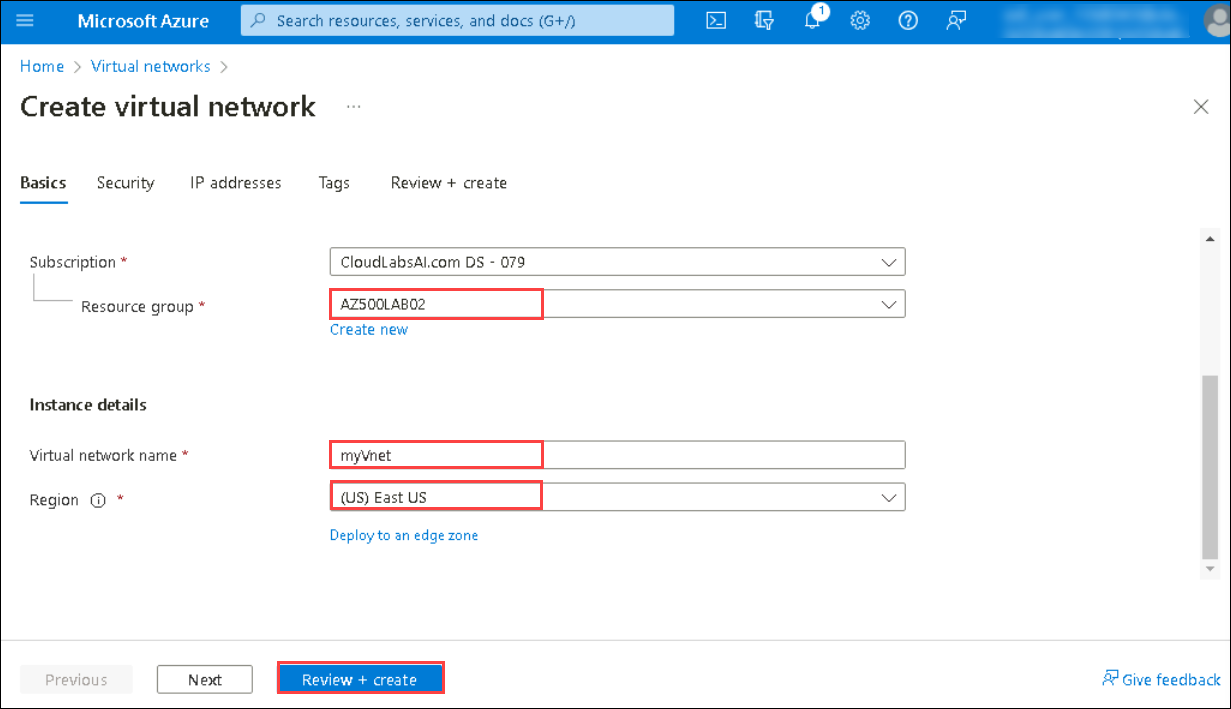 Microsoft Azure
Search resources, services, and docs (G+/)
1
Home > Virtual networks >
Create virtual network ...
Basics Security IP addresses Tags Review + create
Subscription *
CloudLabsAI.com DS - 079
Resource group *
AZ500LAB02
Create new
Instance details
Virtual network name *
myVnet
Region *
(US) East US
Deploy to an edge zone
Previous Next Review + create Give feedback